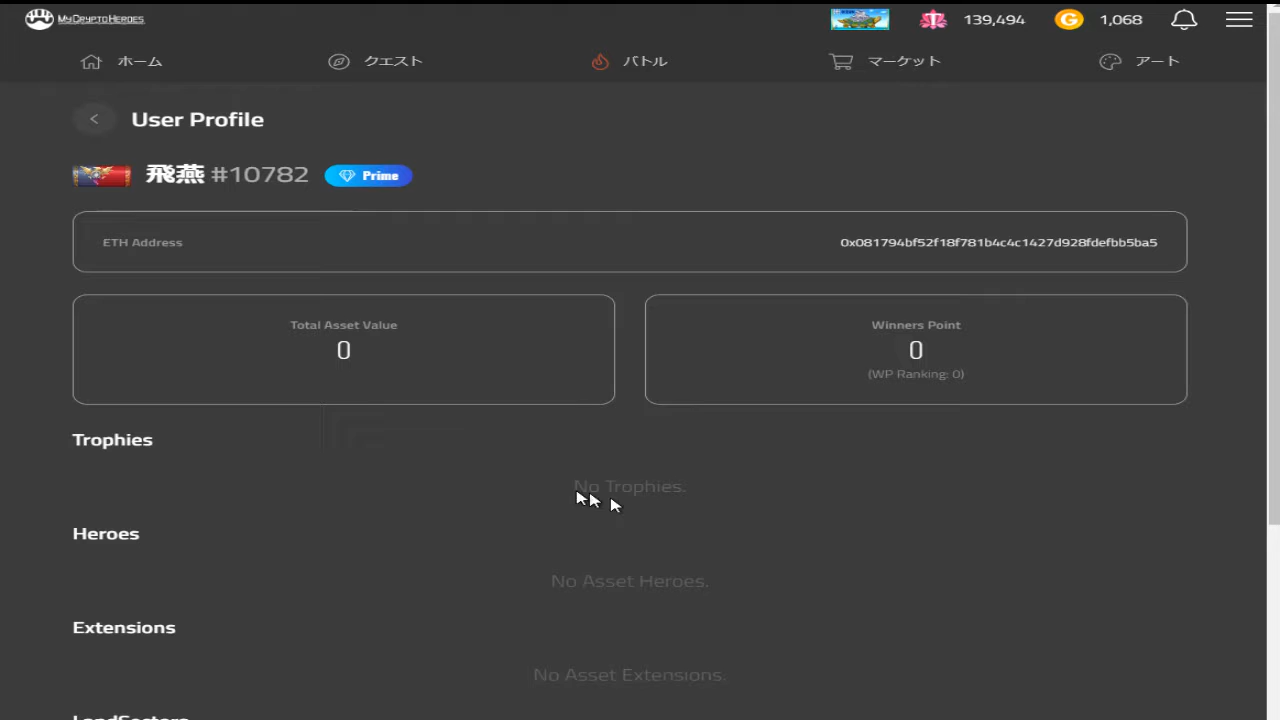 MyCryptoHeroes
139,494
1,068
ホーム
クエスト
バトル
マーケット
アート
User Profile
飛燕 #10782
Prime
ETH Address
0x081794bf52f18f781b4c4c1427d928fdefbb5ba5
Total Asset Value
0
Winners Point
0
(WP Ranking: 0)
Trophies
No Trophies.
Heroes
No Asset Heroes.
Extensions
No Asset Extensions.
LandSectors